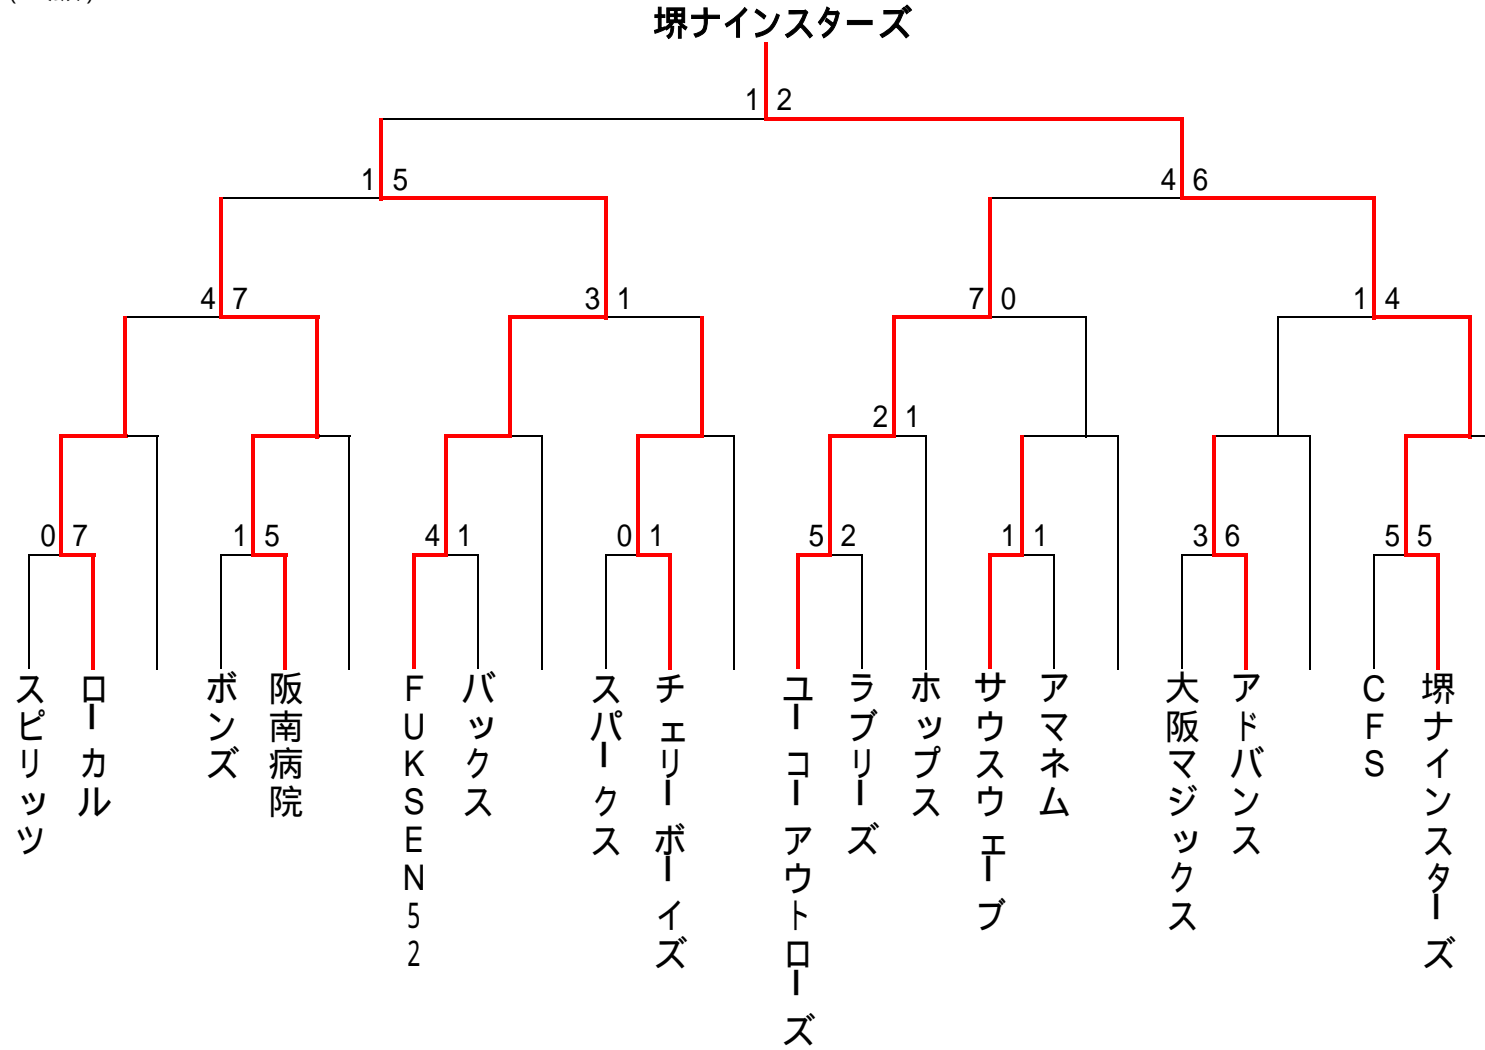 堺ナインスターズ
1 2
1 5
4 6
4 7
3 1
7 0
1 4
2 1
0 7
1 5
4 1
0 1
5 2
1 1
3 6
5 5
スピリッツ
ローカル
ボンズ
阪南病院
FUKSEN52
バックス
スパークス
チェリーボーイズ
ユーコーアウトローズ
ラブリーズ
ホップス
サウスウェーブ
アマネム
大阪マジックス
アドバンス
CFS
堺ナインスターズ